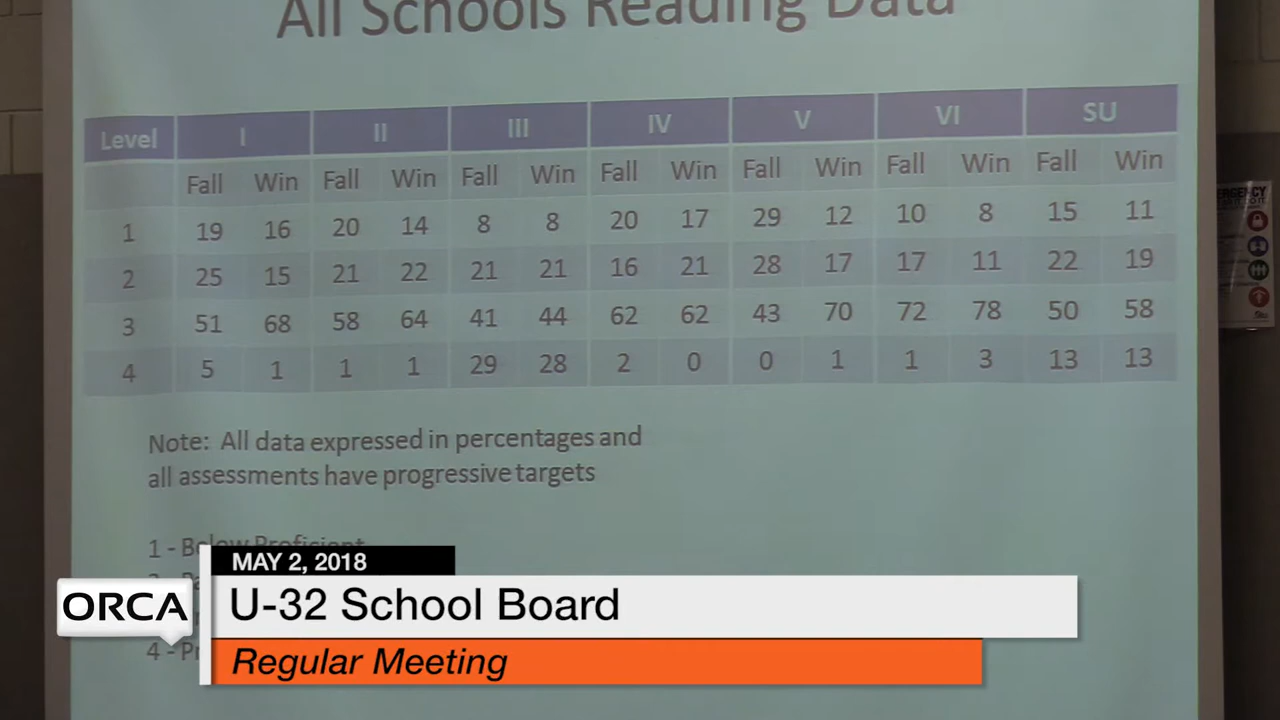 All Schools Reading Data
Level I II III IV V VI SU
Fall Win Fall Win Fall Win Fall Win Fall Win Fall Win Fall Win
1 19 16 20 14 8 8 20 17 29 12 10 8 15 11
2 25 15 21 22 21 21 16 21 28 17 17 11 22 19
3 51 68 58 64 41 44 62 62 43 70 72 78 50 58
4 5 1 1 1 29 28 2 0 0 1 1 3 13 13
Note: All data expressed in percentages and
all assessments have progressive targets
1 - Below Proficient
MAY 2, 2018
ORCA
U-32 School Board
4 - Pr
Regular Meeting